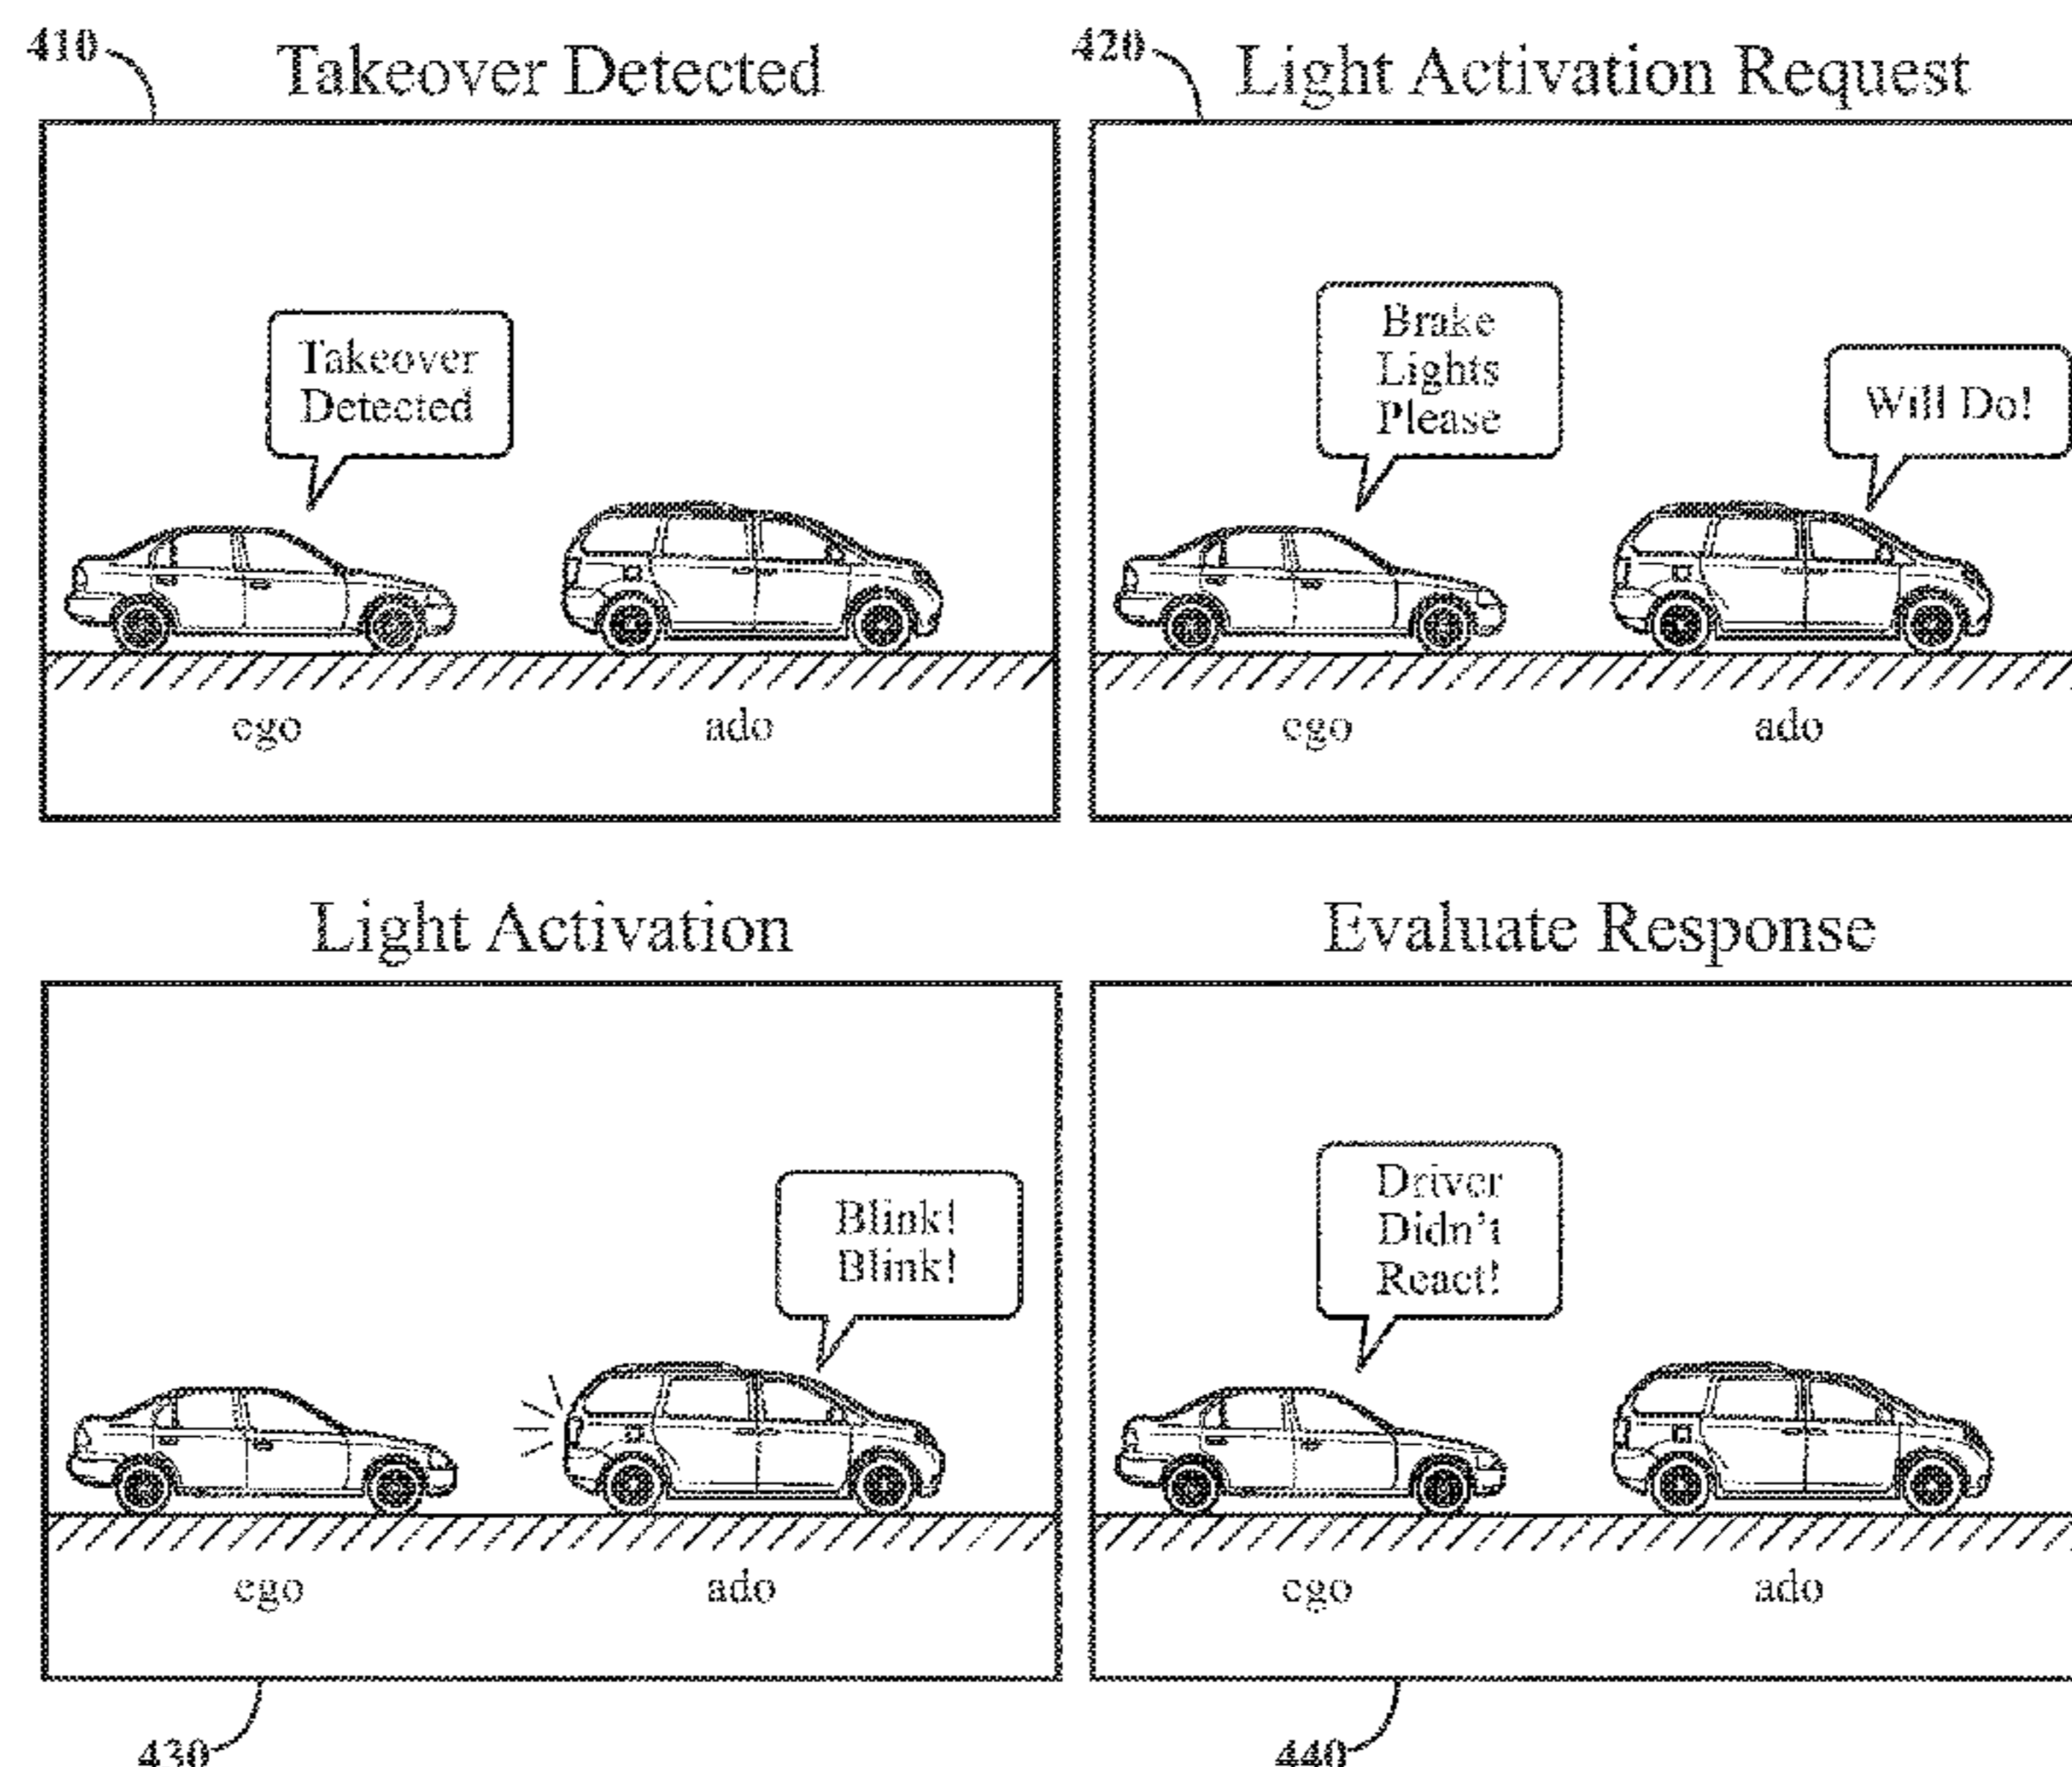 410
Takeover Detected
420
Light Activation Request
Takeover
Detected
Brake
Lights
Please
Will Do!
ego
ado
ego
ado
Light Activation
Evaluate Response
Blink!
Blink!
Driver
Didn't
React!
ego
ado
ego
ado
430
440